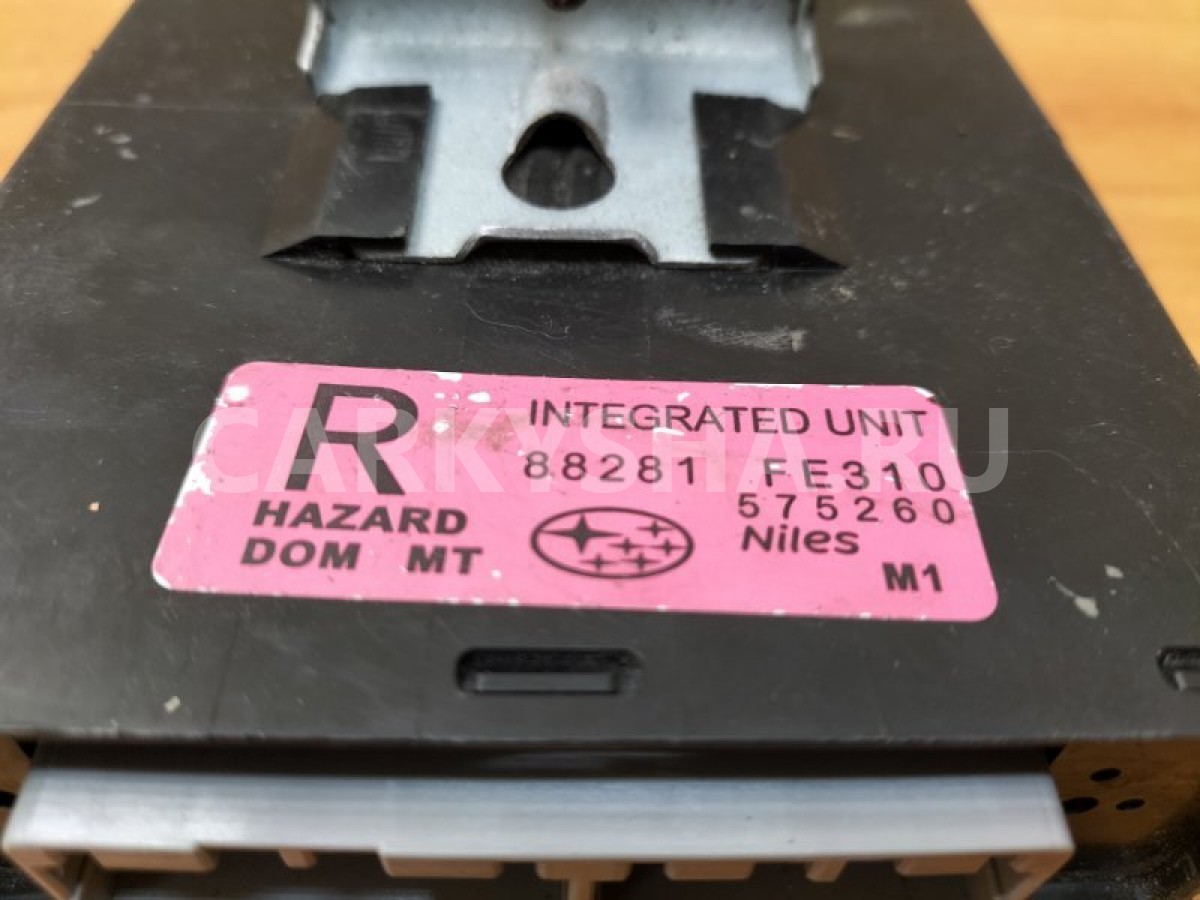 R
INTEGRATED UNIT
88281 FE310
575260
HAZARD
DOM MT
Niles
M1
CARKYSHA.RU